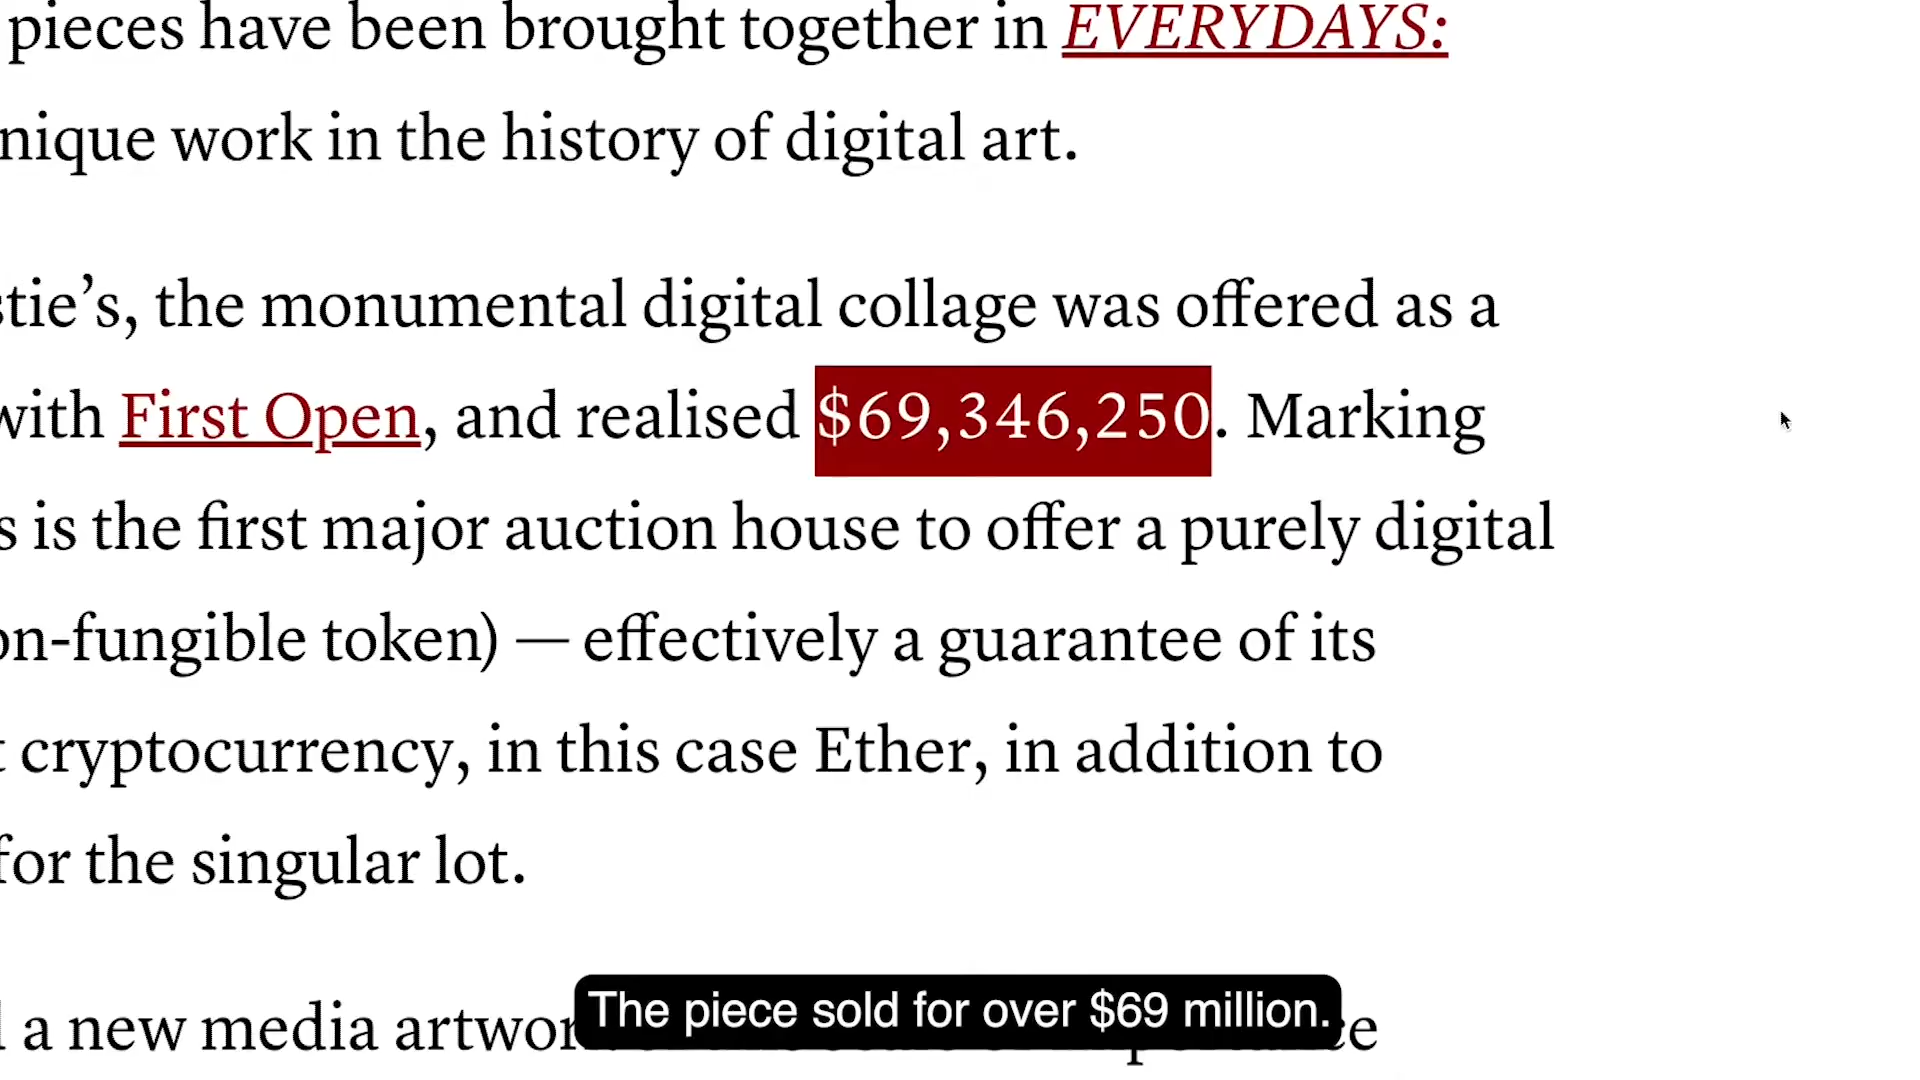 pieces have been brought together in EVERYDAYS:
nique work in the history of digital art.
stie’s, the monumental digital collage was offered as a
with First Open, and realised $69,346,250. Marking
s is the first major auction house to offer a purely digital
on-fungible token) — effectively a guarantee of its
t cryptocurrency, in this case Ether, in addition to
for the singular lot.
a new media artwor
The piece sold for over $69 million.